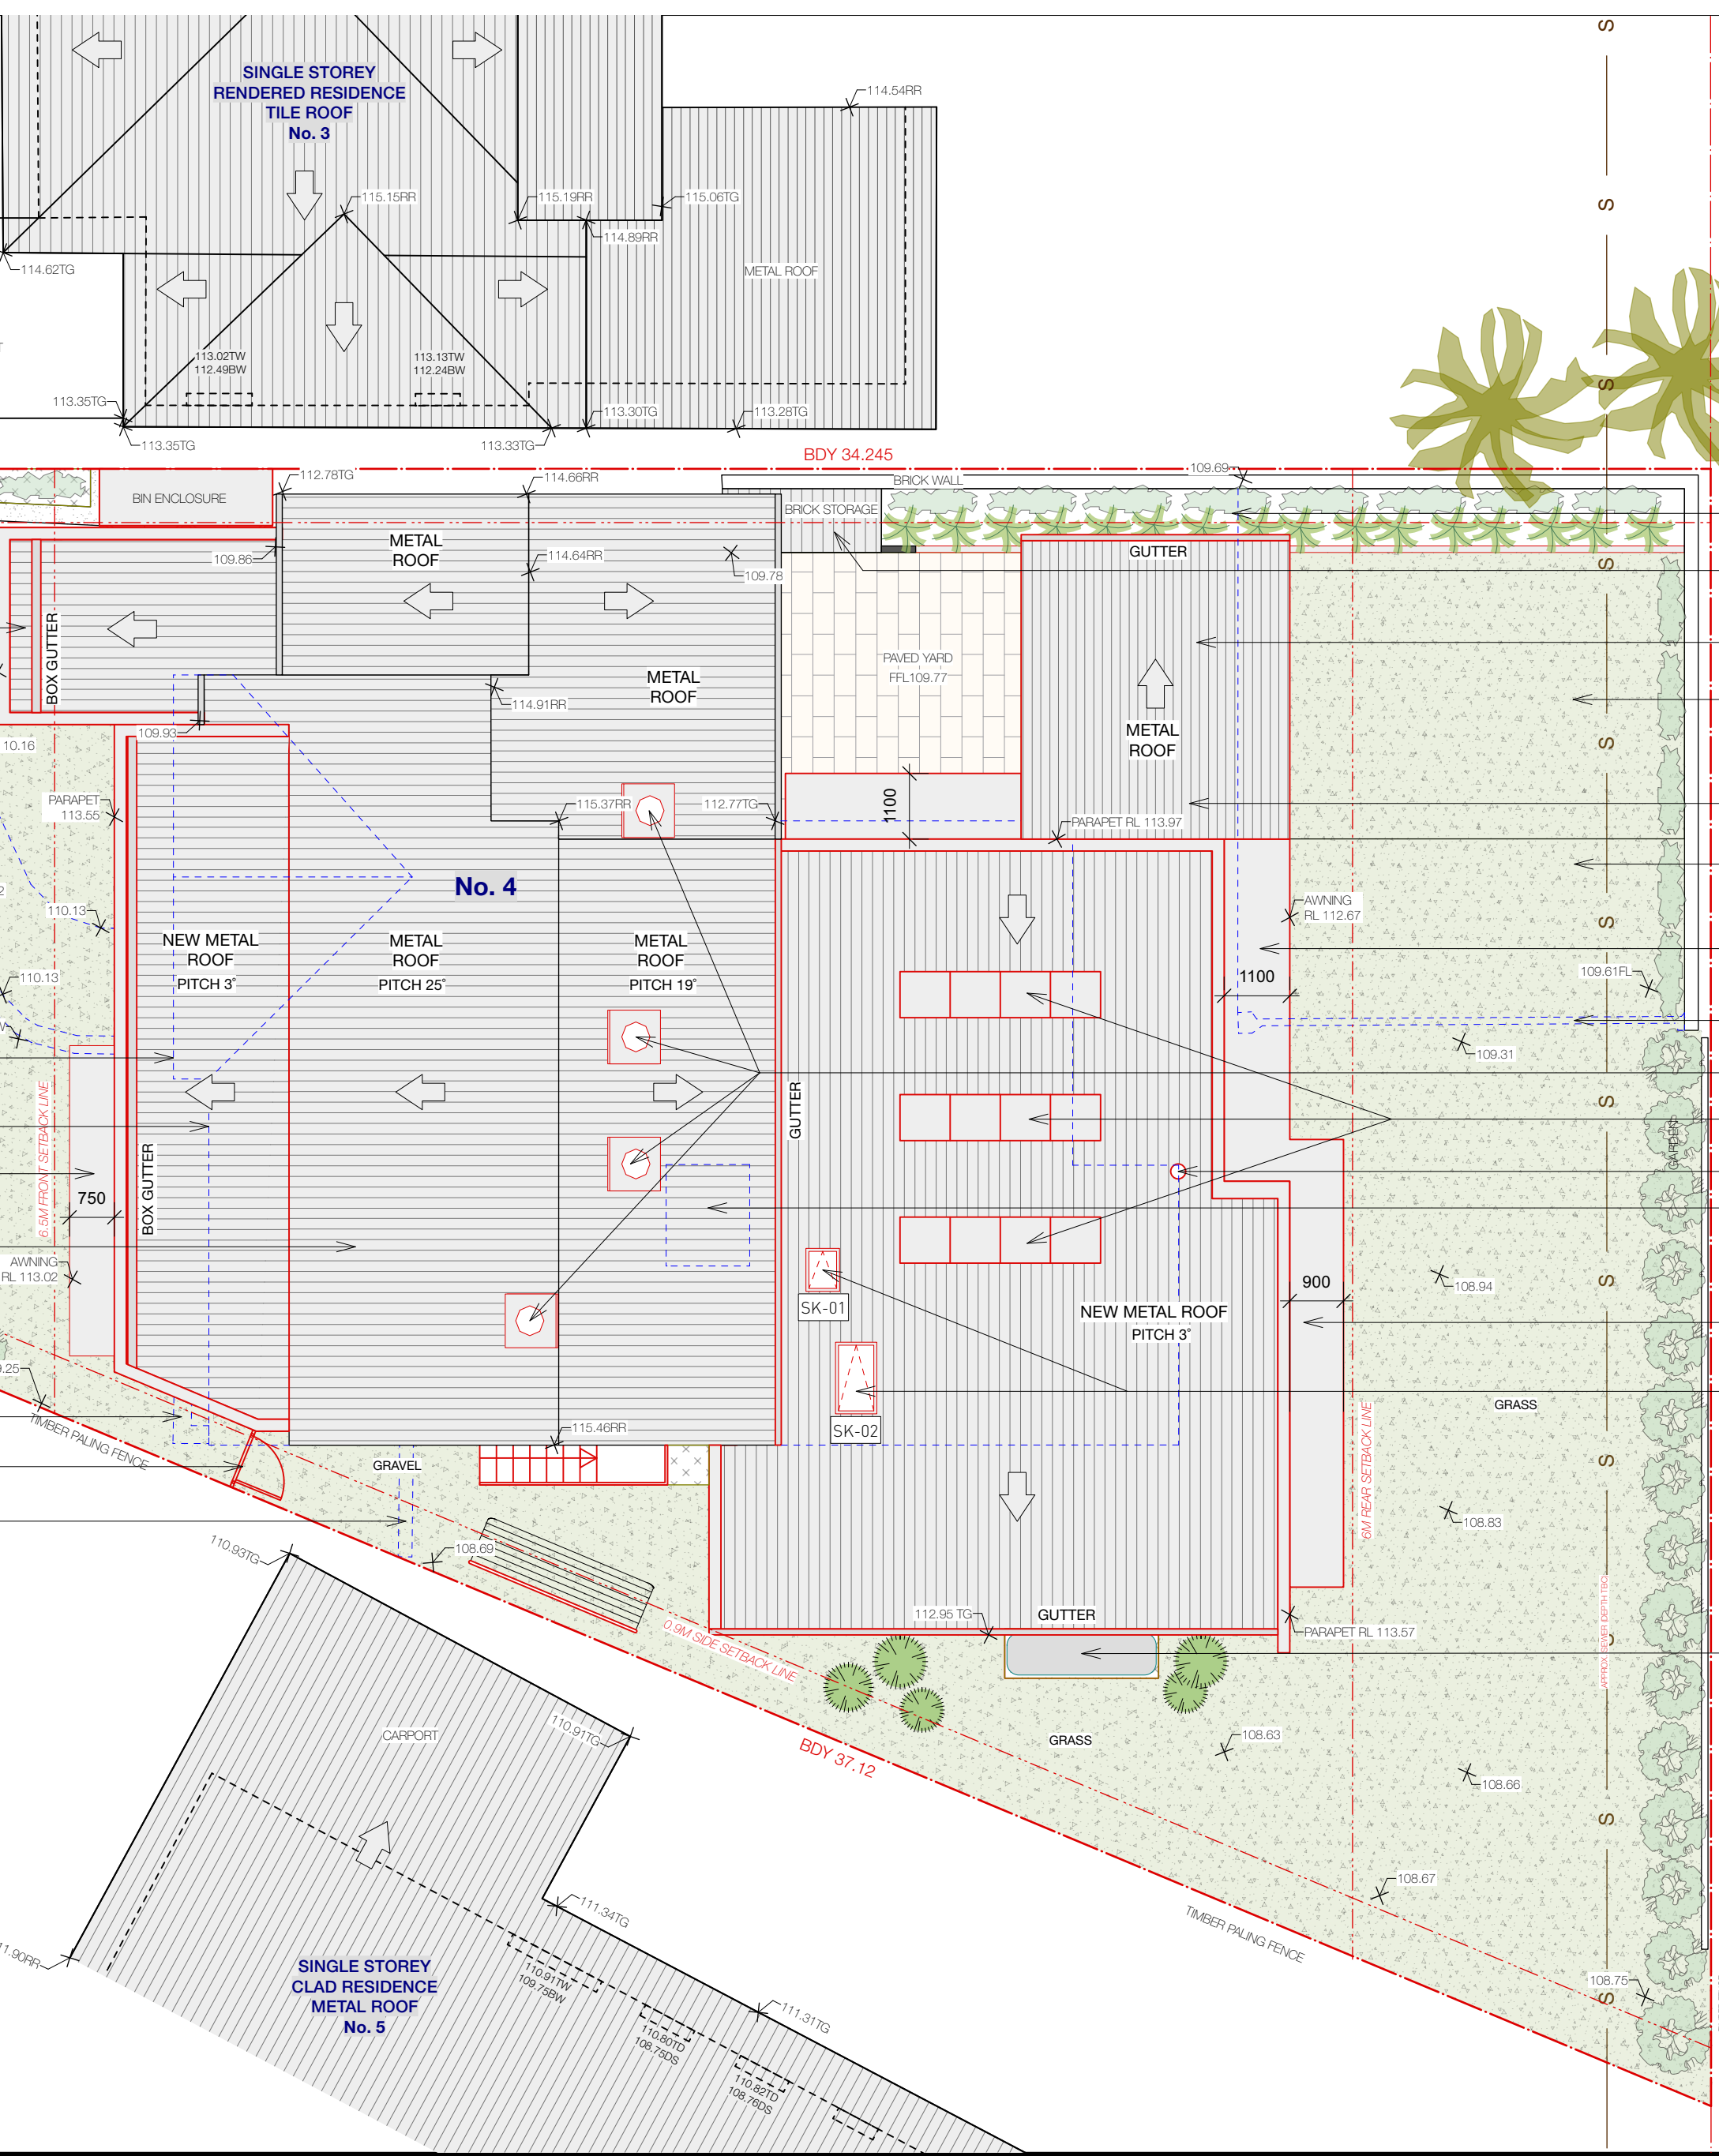 S
114.54RR
SINGLE STOREY
RENDERED RESIDENCE
TILE ROOF
No. 3
115.15RR
115.19RR
115.06TG
S
114.89RR
114.62TG
METAL ROOF
113.02TW
112.49BW
113.13TW
112.24BW
S
113.35TG
113.30TG
113.28TG
113.35TG
113.33TG
BDY 34.245
109.69
112.78TG
114.66RR
BRICK WALL
BIN ENCLOSURE
BRICK STORAGE
METAL
ROOF
109.86
114.64RR
109.78
GUTTER
S
BOX GUTTER
PAVED YARD
FFL109.77
METAL
ROOF
114.91RR
109.93
METAL
ROOF
S
10.16
PARAPET
113.55
115.37RR
112.77TG
1100
PARAPET RL 113.97
No. 4
110.13
AWNING
RL 112.67
S
NEW METAL
ROOF
PITCH 3°
METAL
ROOF
PITCH 25°
METAL
ROOF
PITCH 19°
110.13
1100
109.61FL
109.31
6.5M FRONT SETBACK LINE
GUTTER
S
GARDEN
BOX GUTTER
750
AWNING
RL 113.02
S
108.94
900
SK-01
NEW METAL ROOF
PITCH 3°
9.25
SK-02
6M REAR SETBACK LINE
GRASS
TIMBER PALING FENCE
115.46RR
GRAVEL
S
108.83
110.93TG
108.69
112.95 TG
GUTTER
PARAPET RL 113.57
0.9M SIDE SETBACK LINE
APPROX. SEWER (DEPTH TBC)
S
CARPORT
110.91TG
BDY 37.12
GRASS
108.63
108.66
S
108.67
111.34TG
TIMBER PALING FENCE
11.90RR
SINGLE STOREY
CLAD RESIDENCE
METAL ROOF
No. 5
110.91TW
109.75BW
108.75
S
111.31TG
110.80TD
108.75DS
110.82TD
108.76DS